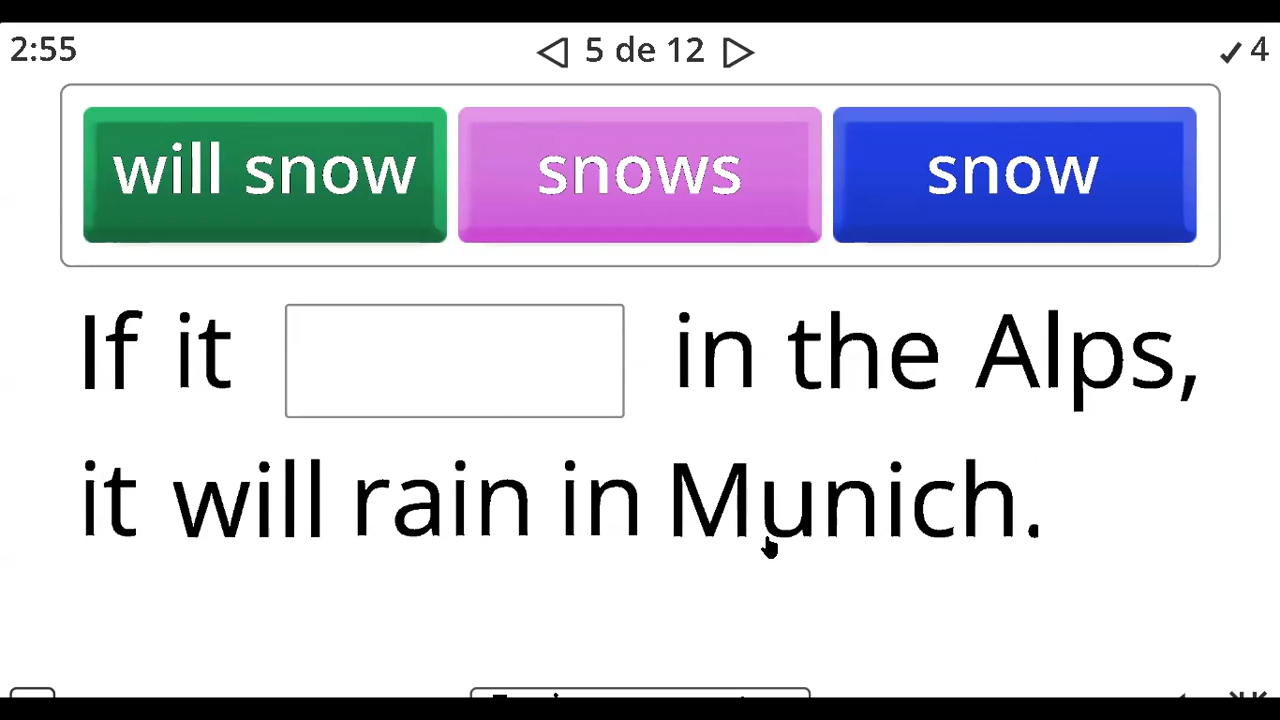 2:55
5 de 12
4
will snow
snows
snow
If it in the Alps,
it will rain in Munich.